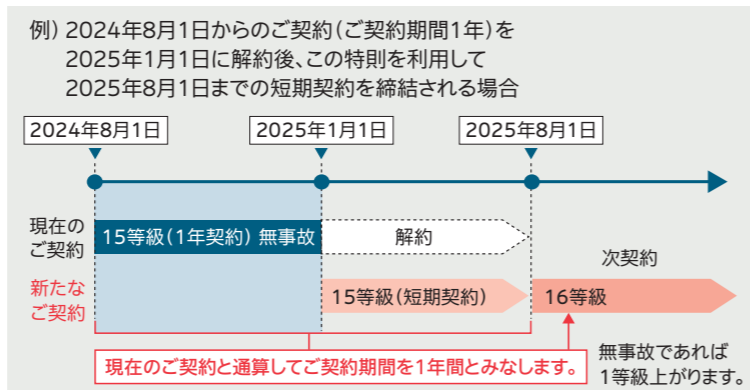 例）2024年8月1日からのご契約（ご契約期間1年）を
2025年1月1日に解約後、この特則を利用して
2025年8月1日までの短期契約を締結される場合
2024年8月1日
2025年1月1日
2025年8月1日
現在の
ご契約
15等級（1年契約）無事故
解約
次契約
新たな
ご契約
15等級（短期契約）
16等級
現在のご契約と通算してご契約期間を1年間とみなします。
無事故であれば
1等級上がります。